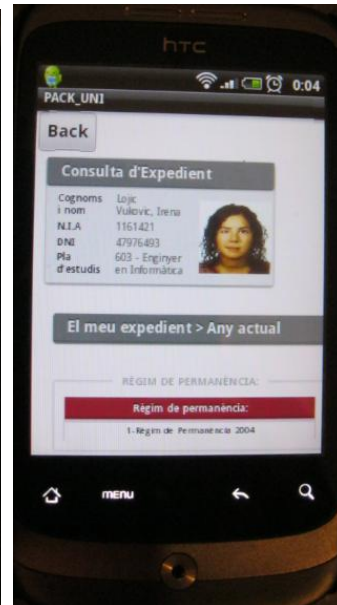 hTC
0:04
PACK_UNI
Back
Consulta d'Expedient
Cognoms i nom Lojic Vukovic, Irena
N.I.A 1161421
DNI 47976493
Pla d'estudis 603 - Enginyer en Informàtica
El meu expedient > Any actual
RÈGIM DE PERMANÈNCIA:
Règim de permanència:
1-Règim de Permanència 2004
menu